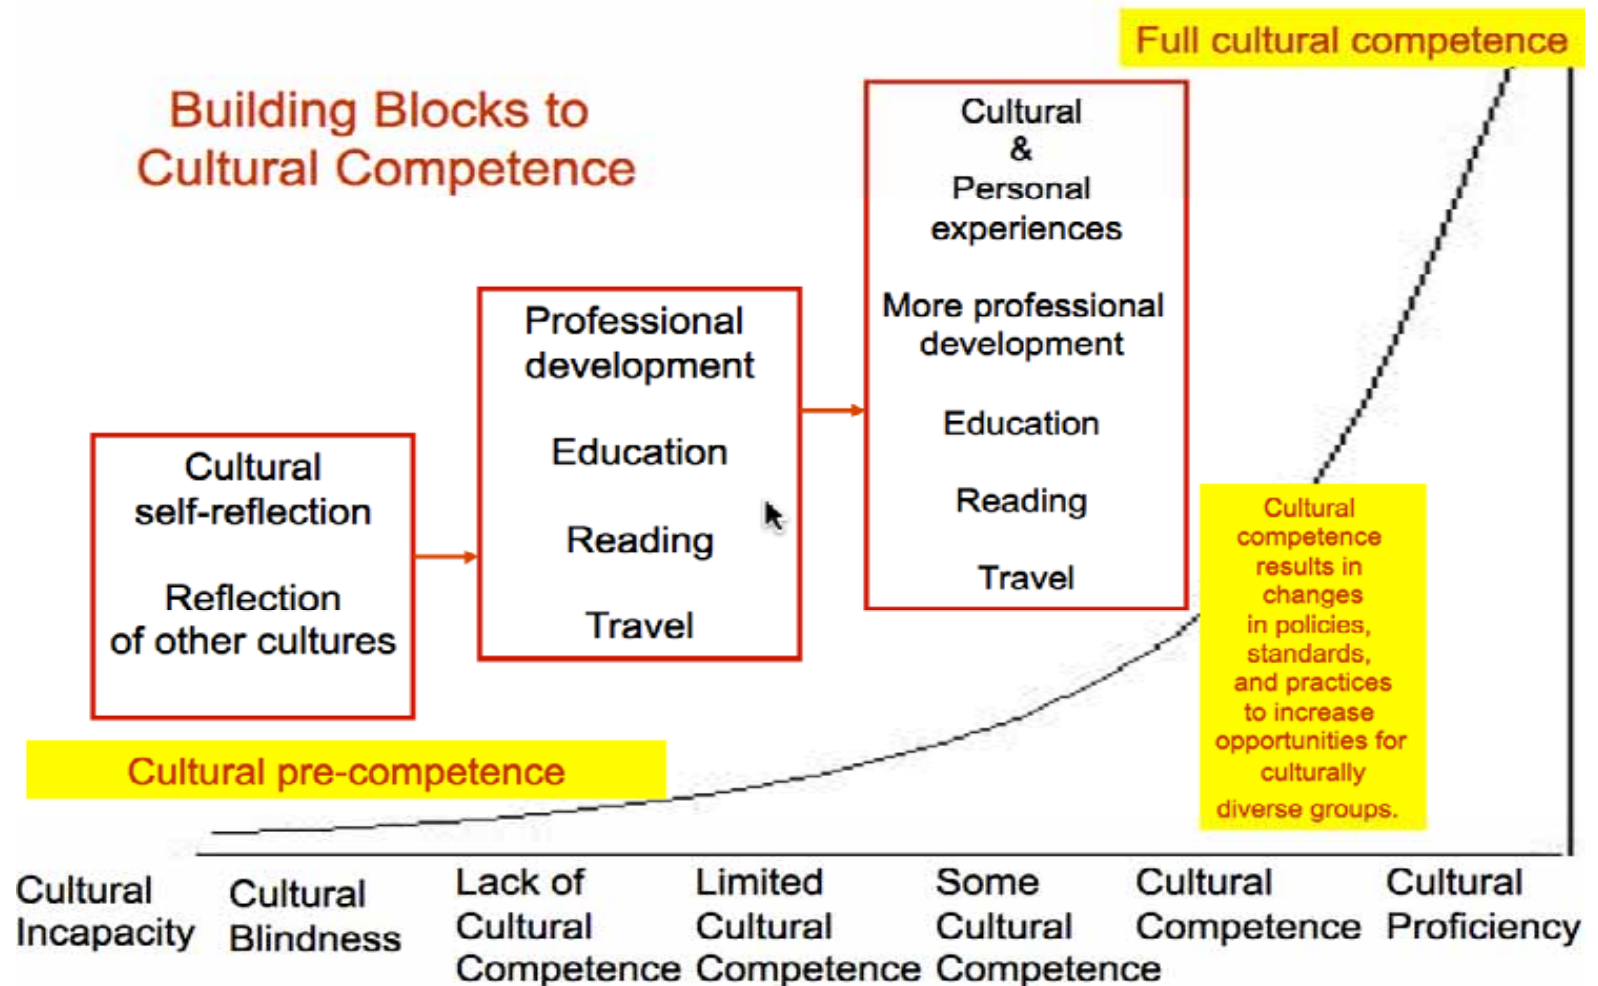 Full cultural competence
Building Blocks to
Cultural Competence
Cultural
self-reflection
Reflection
of other cultures
Professional
development
Education
Reading
Travel
Cultural
&
Personal
experiences
More professional
development
Education
Reading
Travel
Cultural
competence
results in
changes
in policies,
standards,
and practices
to increase
opportunities for
culturally
diverse groups.
Cultural pre-competence
Cultural
Incapacity
Cultural
Blindness
Lack of
Cultural
Competence
Limited
Cultural
Competence
Some
Cultural
Competence
Cultural
Competence
Cultural
Proficiency